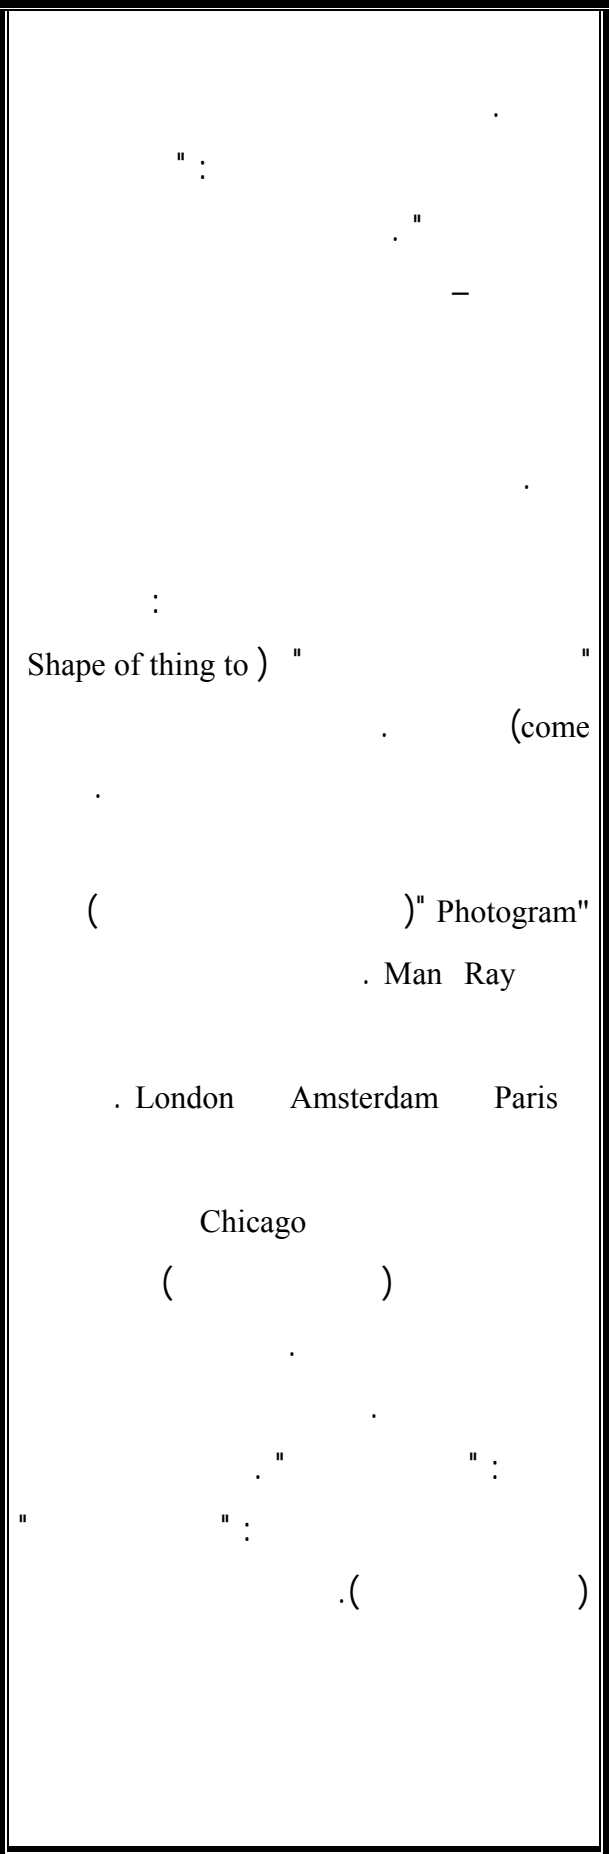 .
: "
" .
–
.
:
" " (Shape of thing to
come) .
.
"Photogram" ( )
Man Ray .
Paris Amsterdam London .
Chicago
( )
.
.
: " " .
: " "
( ).